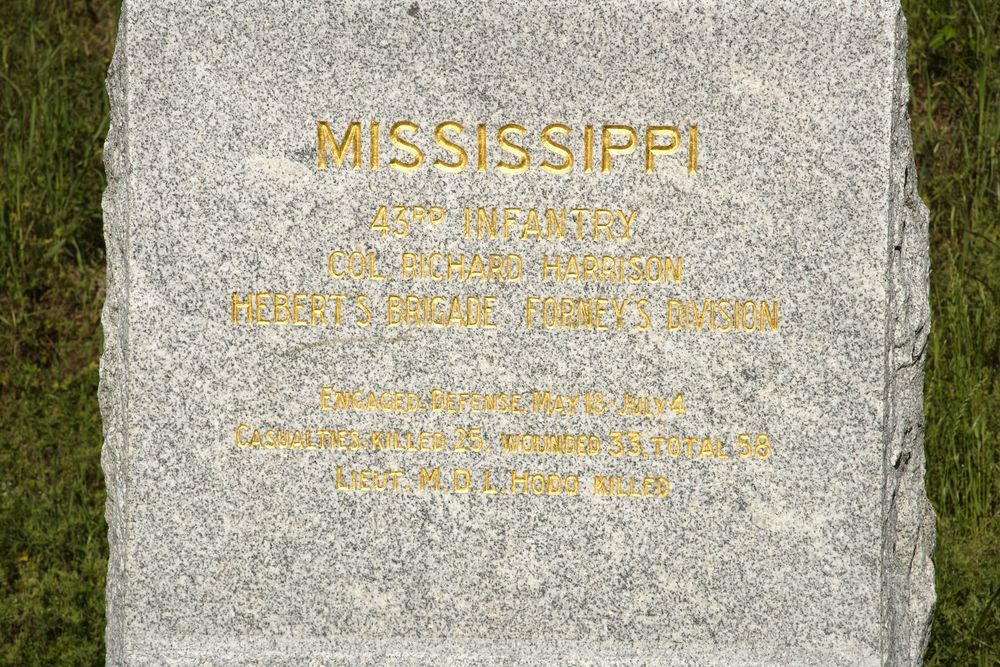 MISSISSIPPI
43RD INFANTRY
COL. RICHARD HARRISON
HEBERT'S BRIGADE FORNEY'S DIVISION
ENGAGED, DEFENSE, MAY 18-JULY 4
CASUALTIES, KILLED 25, WOUNDED 33, TOTAL 58
LIEUT. M. D. L. HODO KILLED